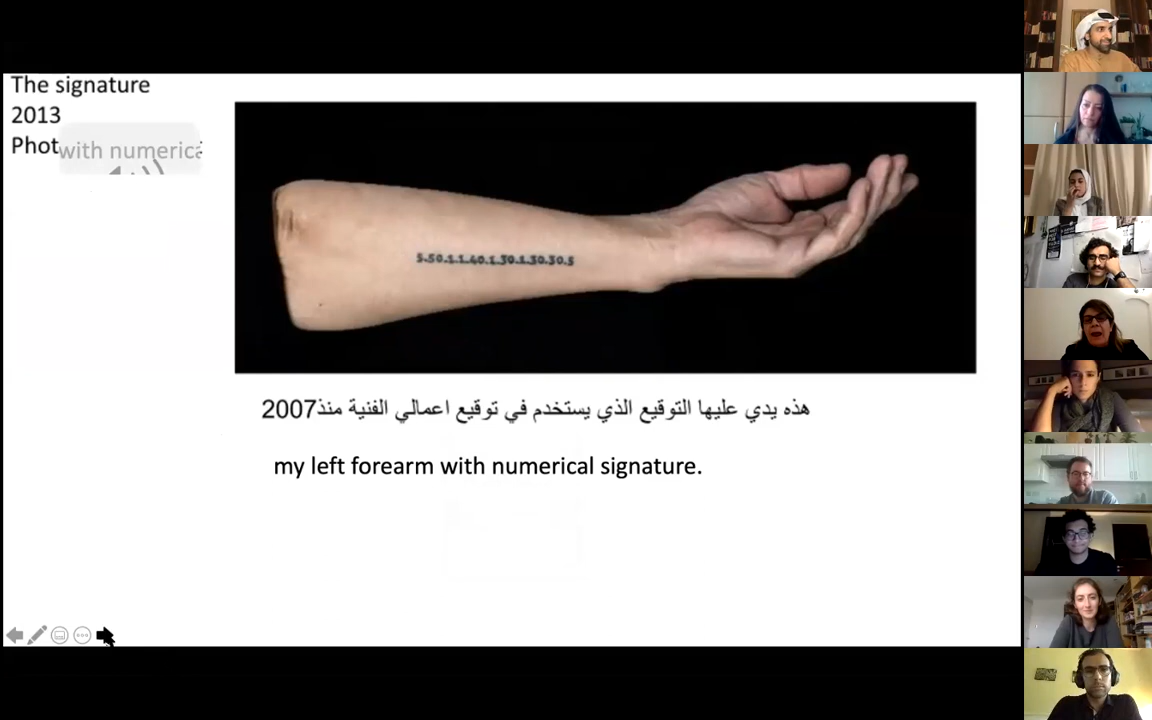 The signature
2013
Phot
with numerica
5.50.1.1.40.1.30.1.30.30.5
هذه يدي عليها التوقيع الذي يستخدم في توقيع اعمالي الفنية منذ2007
my left forearm with numerical signature.